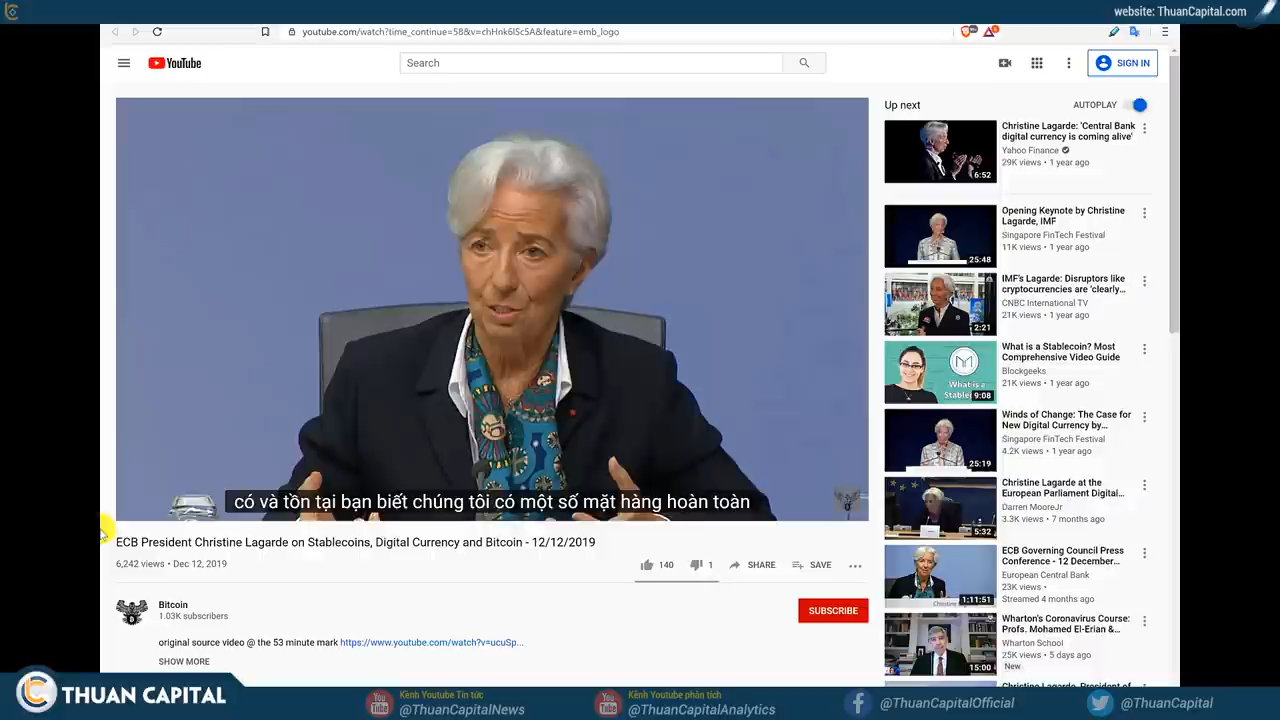 website: ThuanCapital.com
youtube.com/watch?time_continue=58&v=chHnk6lSc5A&feature=emb_logo
YouTube
Search
SIGN IN
có và tồn tại bạn biết chúng tôi có một số mặt hàng hoàn toàn
ECB President Christine Lagarde on Stablecoins, Digital Currency and Bitcoin - 12/12/2019
6,242 views • Dec 12, 2019
140
1
SHARE
SAVE
Bitcoin
1.03K subscribers
SUBSCRIBE
original source video @ the 53 minute mark https://www.youtube.com/watch?v=ucuSp...
SHOW MORE
Up next
AUTOPLAY
Christine Lagarde: 'Central Bank
digital currency is coming alive'
Yahoo Finance
29K views • 1 year ago
6:52
Opening Keynote by Christine
Lagarde, IMF
Singapore FinTech Festival
11K views • 1 year ago
25:48
IMF's Lagarde: Disruptors like
cryptocurrencies are 'clearly...
CNBC International TV
21K views • 1 year ago
2:21
What is a Stablecoin? Most
Comprehensive Video Guide
Blockgeeks
21K views • 1 year ago
What is a
9:08
Winds of Change: The Case for
New Digital Currency by...
Singapore FinTech Festival
4.2K views • 1 year ago
25:19
Christine Lagarde at the
European Parliament Digital...
Darren MooreJr
3.3K views • 7 months ago
5:32
ECB Governing Council Press
Conference - 12 December...
European Central Bank
23K views •
Streamed 4 months ago
1:11:51
Wharton's Coronavirus Course:
Profs. Mohamed El-Erian &...
Wharton School
25K views • 5 days ago
New
15:00
Christine Lagarde, President of
THUAN CAPITAL
Kênh Youtube Tin tức
@ThuanCapitalNews
Kênh Youtube phân tích
@ThuanCapitalAnalytics
@ThuanCapitalOfficial
@ThuanCapital